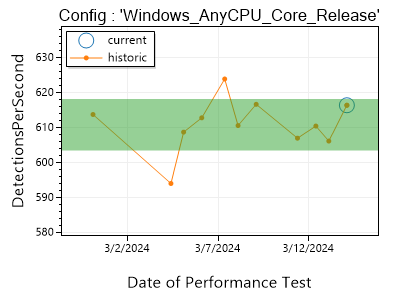 Config : 'Windows_AnyCPU_Core_Release'
current
historic
DetectionsPerSecond
630
620
610
600
590
580
3/2/2024
3/7/2024
3/12/2024
Date of Performance Test